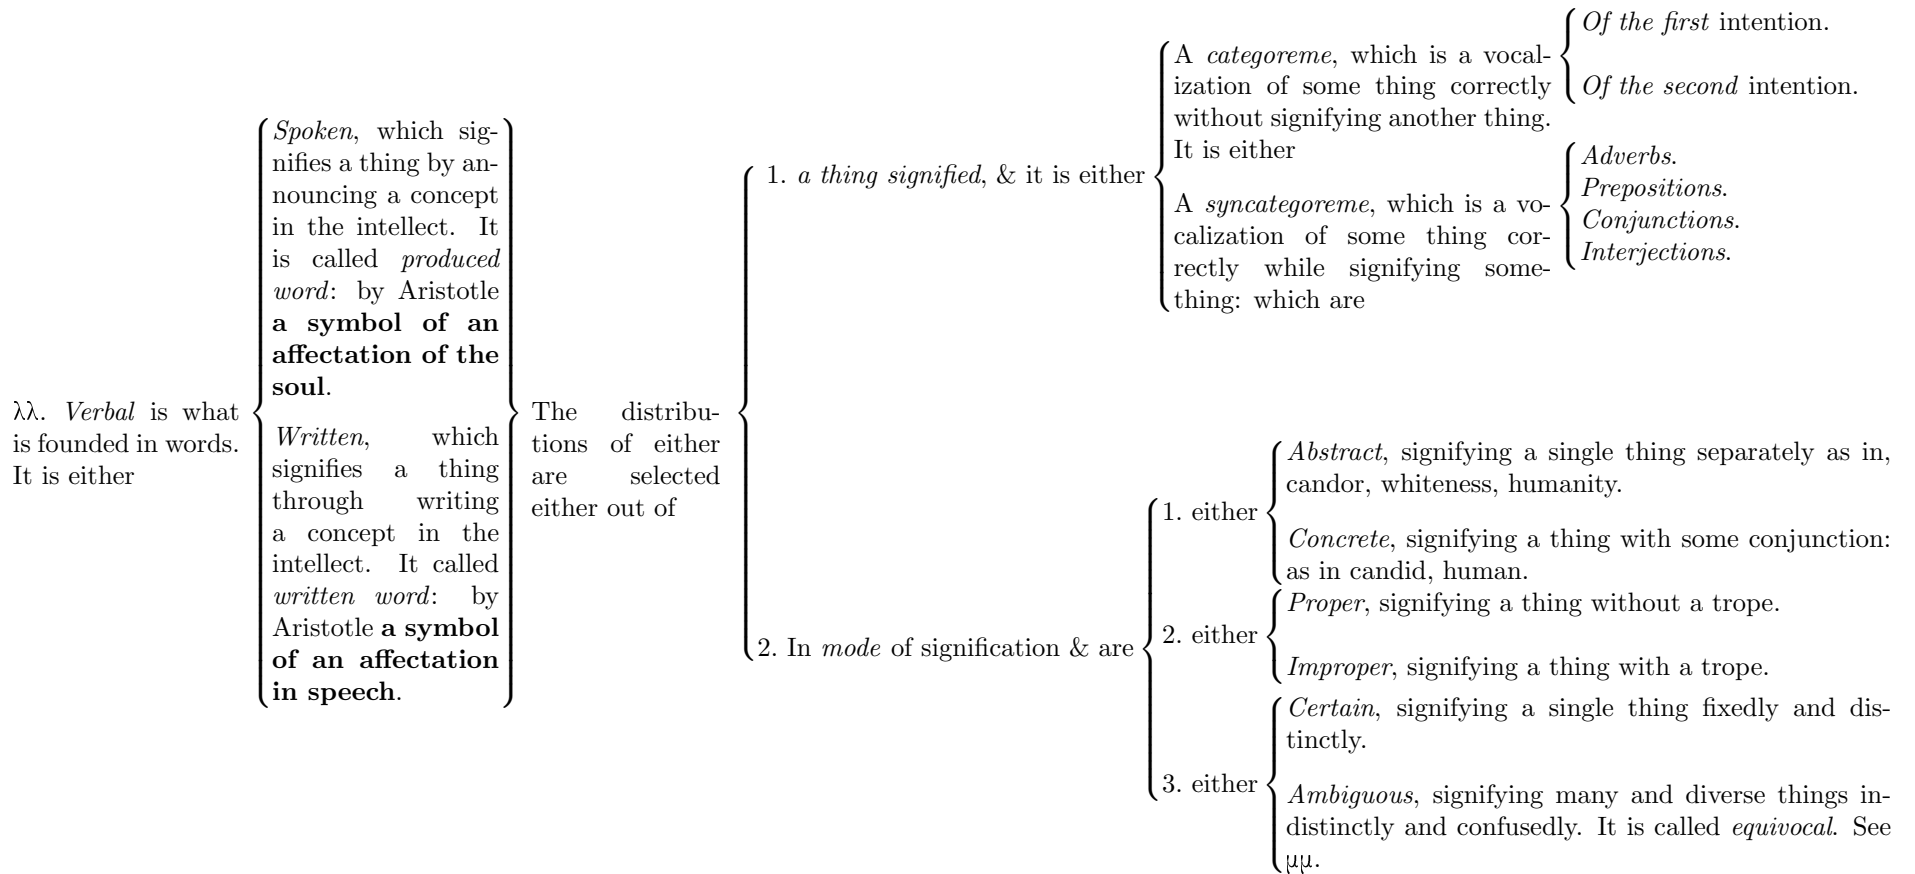 λλ. Verbal is what
is founded in words.
It is either
Spoken, which sig-
nifies a thing by an-
nouncing a concept
in the intellect. It
is called produced
word: by Aristotle
a symbol of an
affectation of the
soul.
Written, which
signifies a thing
through writing
a concept in the
intellect. It called
written word: by
Aristotle a symbol
of an affectation
in speech.
The distribu-
tions of either
are selected
either out of
1. a thing signified, & it is either
A categoreme, which is a vocal-
ization of some thing correctly
without signifying another thing.
It is either
Of the first intention.
Of the second intention.
A syncategoreme, which is a vo-
calization of some thing cor-
rectly while signifying some-
thing: which are
Adverbs.
Prepositions.
Conjunctions.
Interjections.
2. In mode of signification & are
1. either
Abstract, signifying a single thing separately as in,
candor, whiteness, humanity.
Concrete, signifying a thing with some conjunction:
as in candid, human.
2. either
Proper, signifying a thing without a trope.
Improper, signifying a thing with a trope.
3. either
Certain, signifying a single thing fixedly and dis-
tinctly.
Ambiguous, signifying many and diverse things in-
distinctly and confusedly. It is called equivocal. See
μμ.